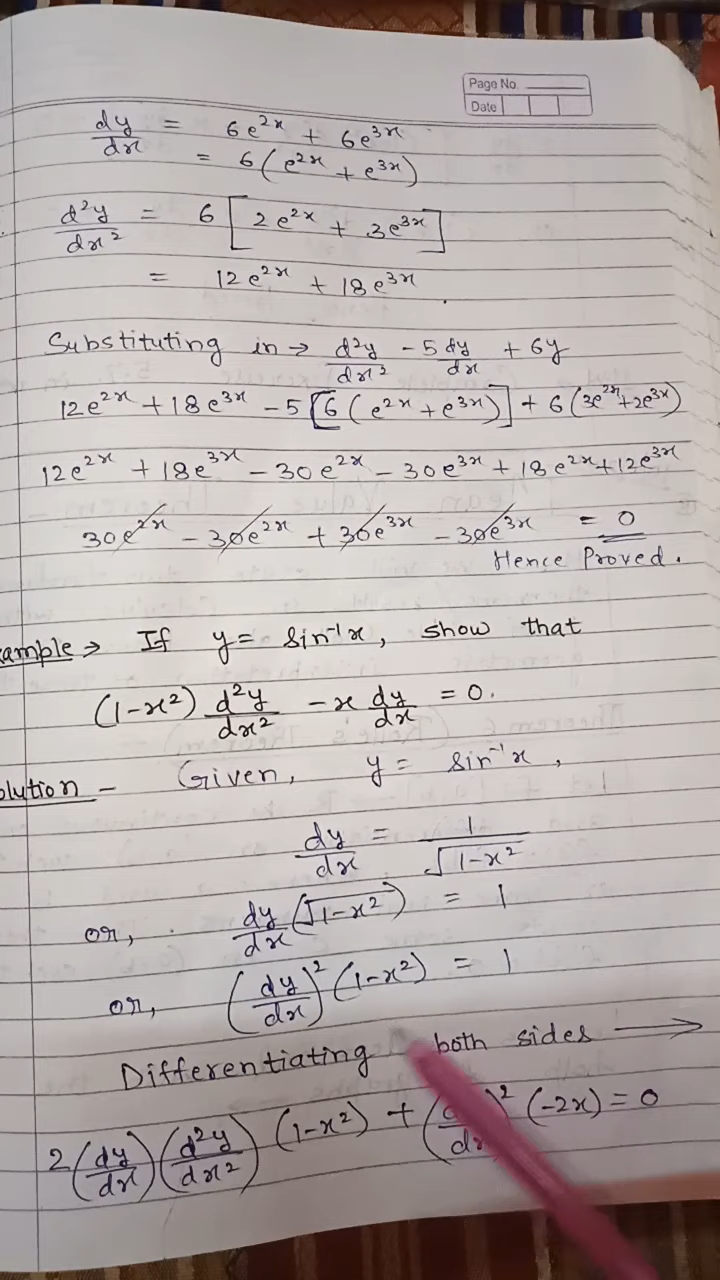 Page No.
Date
dy/dx = 6e^2x + 6e^3x
= 6(e^2x + e^3x)
d²y/dx² = 6[2e^2x + 3e^3x]
= 12e^2x + 18e^3x.
Substituting in → d²y/dx² - 5 dy/dx + 6y
12e^2x + 18e^3x - 5[6(e^2x + e^3x)] + 6(3e^2x + 2e^3x)
12e^2x + 18e^3x - 30e^2x - 30e^3x + 18e^2x + 12e^3x
30e^2x - 30e^2x + 30e^3x - 30e^3x = 0
Hence Proved.
ample → If y = sin⁻¹x, show that
(1-x²) d²y/dx² - x dy/dx = 0.
olution - Given, y = sin⁻¹x,
dy/dx = 1/√(1-x²)
or, dy/dx (√1-x²) = 1
or, (dy/dx)² (1-x²) = 1
Differentiating both sides →
2(dy/dx)(d²y/dx²)(1-x²) + (d/dx)² (-2x) = 0